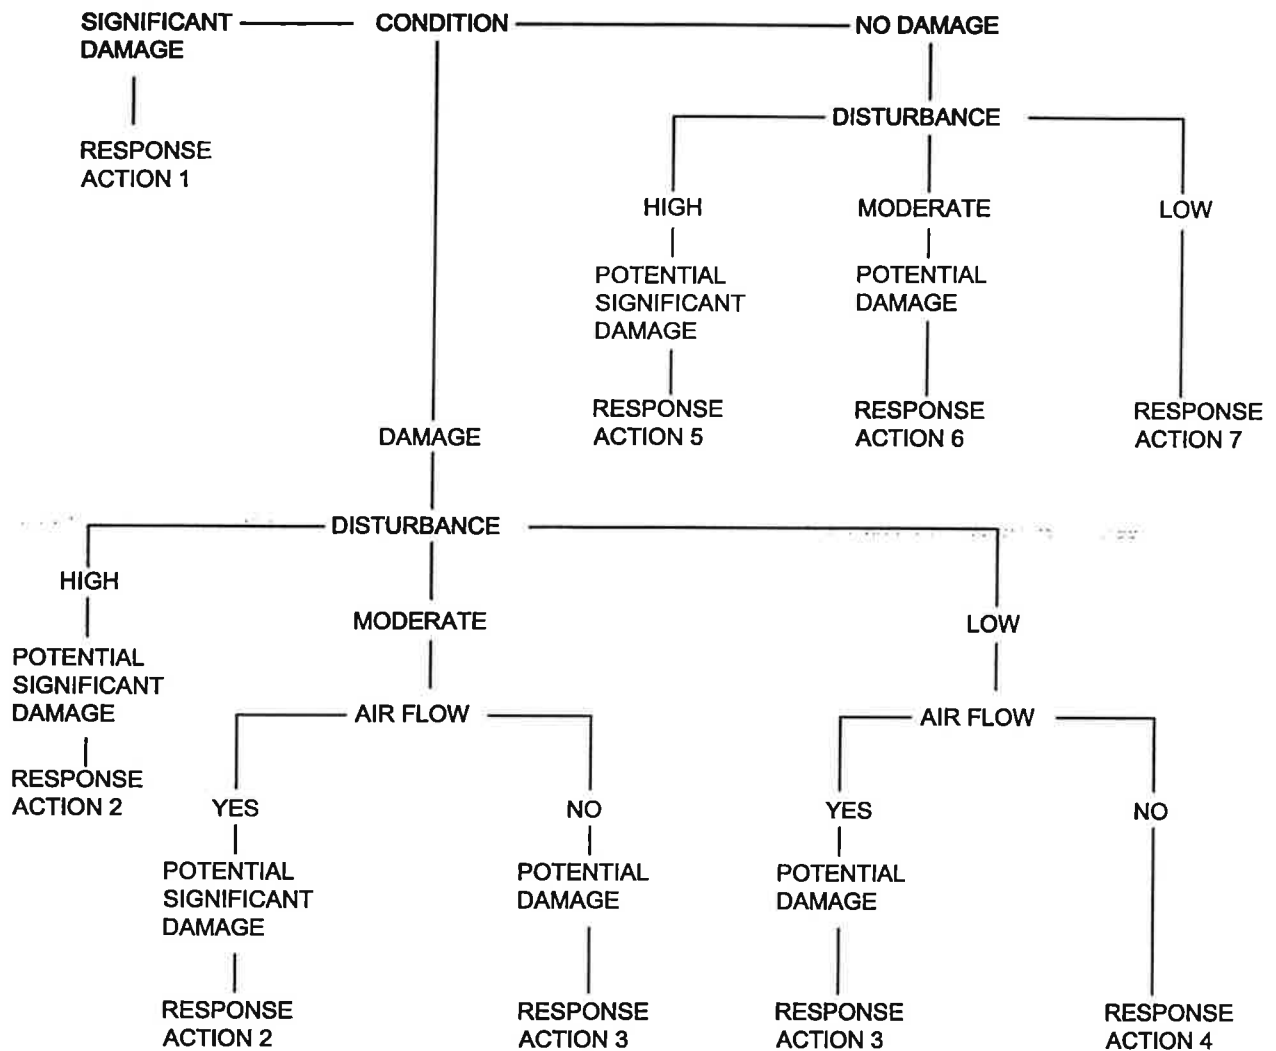 SIGNIFICANT
DAMAGE
CONDITION
NO DAMAGE
RESPONSE
ACTION 1
DISTURBANCE
HIGH
MODERATE
LOW
POTENTIAL
SIGNIFICANT
DAMAGE
POTENTIAL
DAMAGE
RESPONSE
ACTION 5
RESPONSE
ACTION 6
RESPONSE
ACTION 7
DAMAGE
DISTURBANCE
HIGH
MODERATE
LOW
POTENTIAL
SIGNIFICANT
DAMAGE
RESPONSE
ACTION 2
AIR FLOW
AIR FLOW
YES
NO
YES
NO
POTENTIAL
SIGNIFICANT
DAMAGE
POTENTIAL
DAMAGE
POTENTIAL
DAMAGE
RESPONSE
ACTION 2
RESPONSE
ACTION 3
RESPONSE
ACTION 3
RESPONSE
ACTION 4